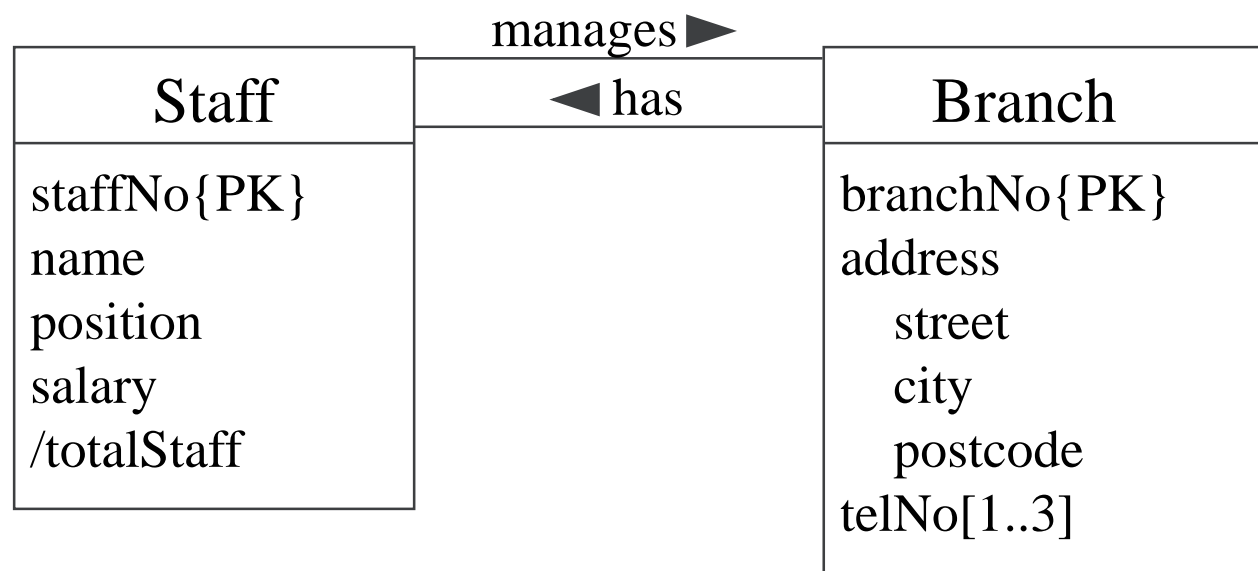 manages
has
Staff
staffNo{PK}
name
position
salary
/totalStaff
Branch
branchNo{PK}
address
street
city
postcode
telNo[1..3]